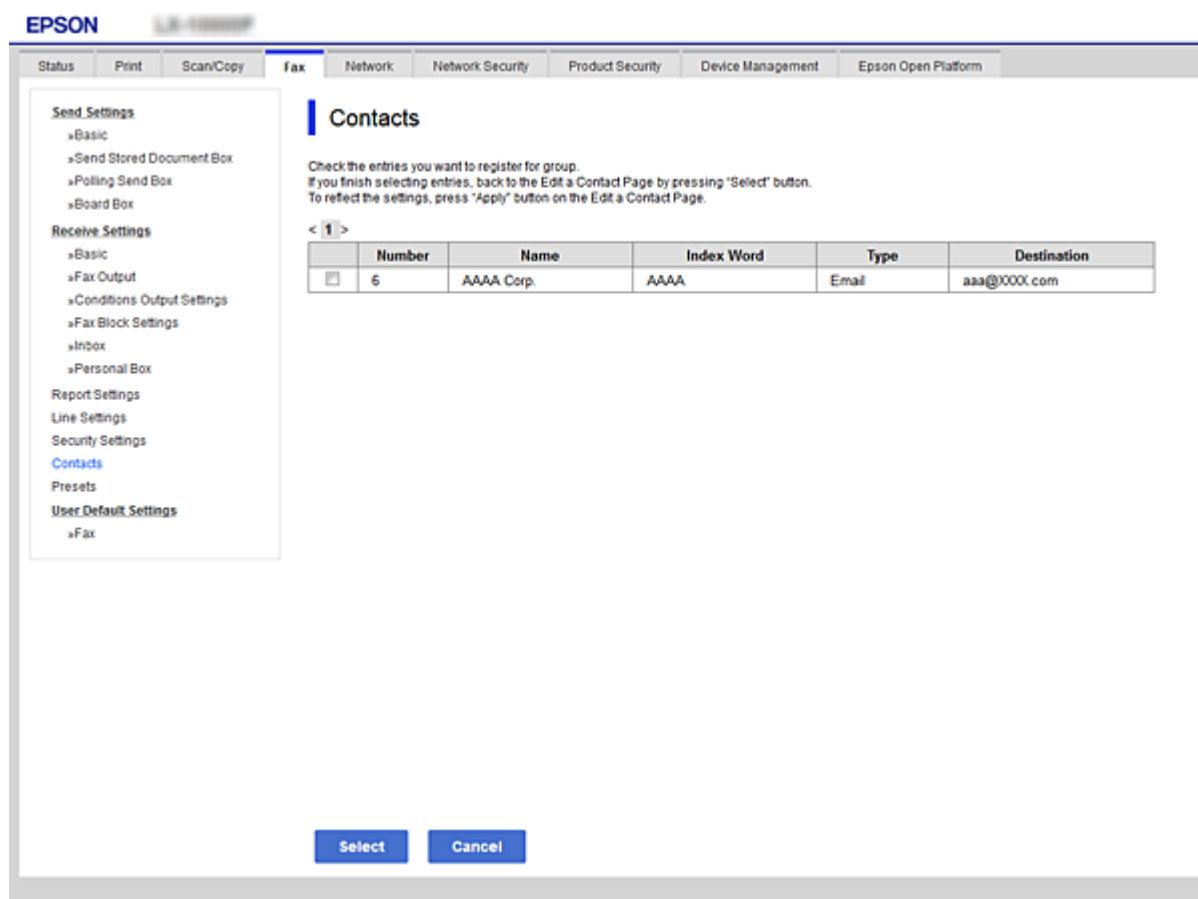 EPSON
Status Print Scan/Copy Fax Network Network Security Product Security Device Management Epson Open Platform
Send Settings
»Basic
»Send Stored Document Box
»Polling Send Box
»Board Box
Receive Settings
»Basic
»Fax Output
»Conditions Output Settings
»Fax Block Settings
»Inbox
»Personal Box
Report Settings
Line Settings
Security Settings
Contacts
Presets
User Default Settings
»Fax
Contacts
Check the entries you want to register for group.
If you finish selecting entries, back to the Edit a Contact Page by pressing "Select" button.
To reflect the settings, press "Apply" button on the Edit a Contact Page.
< 1 >
Number Name Index Word Type Destination
6 AAAA Corp. AAAA Email aaa@XXXX.com
Select Cancel